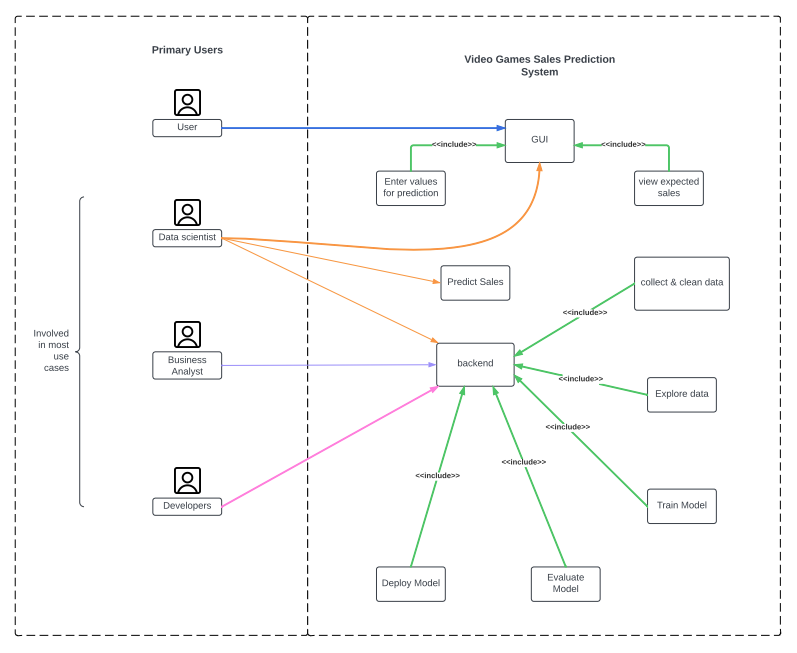 Primary Users
Video Games Sales Prediction
System
User
GUI
<<include>>
<<include>>
Enter values
for prediction
view expected
sales
Data scientist
Predict Sales
collect & clean data
<<include>>
Involved
in most
use
cases
Business
Analyst
backend
<<include>>
Explore data
<<include>>
<<include>>
<<include>>
Developers
Train Model
Deploy Model
Evaluate
Model